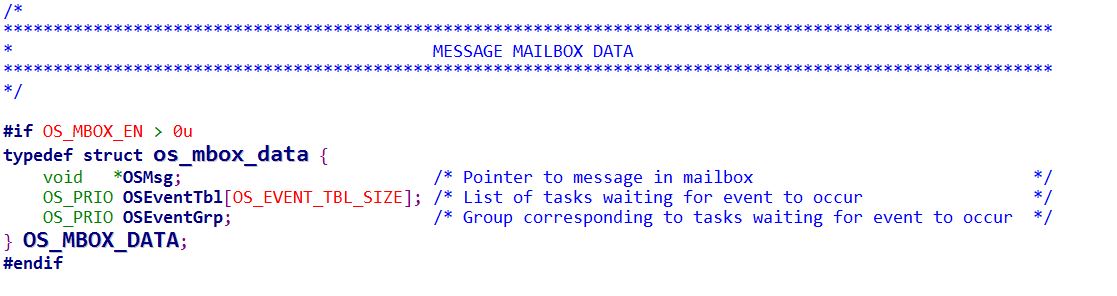 /*
*********************************************************************************************************
*                                          MESSAGE MAILBOX DATA
*********************************************************************************************************
*/
#if OS_MBOX_EN > 0u
typedef struct os_mbox_data {
    void   *OSMsg;                         /* Pointer to message in mailbox                            */
    OS_PRIO OSEventTbl[OS_EVENT_TBL_SIZE]; /* List of tasks waiting for event to occur                 */
    OS_PRIO OSEventGrp;                    /* Group corresponding to tasks waiting for event to occur  */
} OS_MBOX_DATA;
#endif